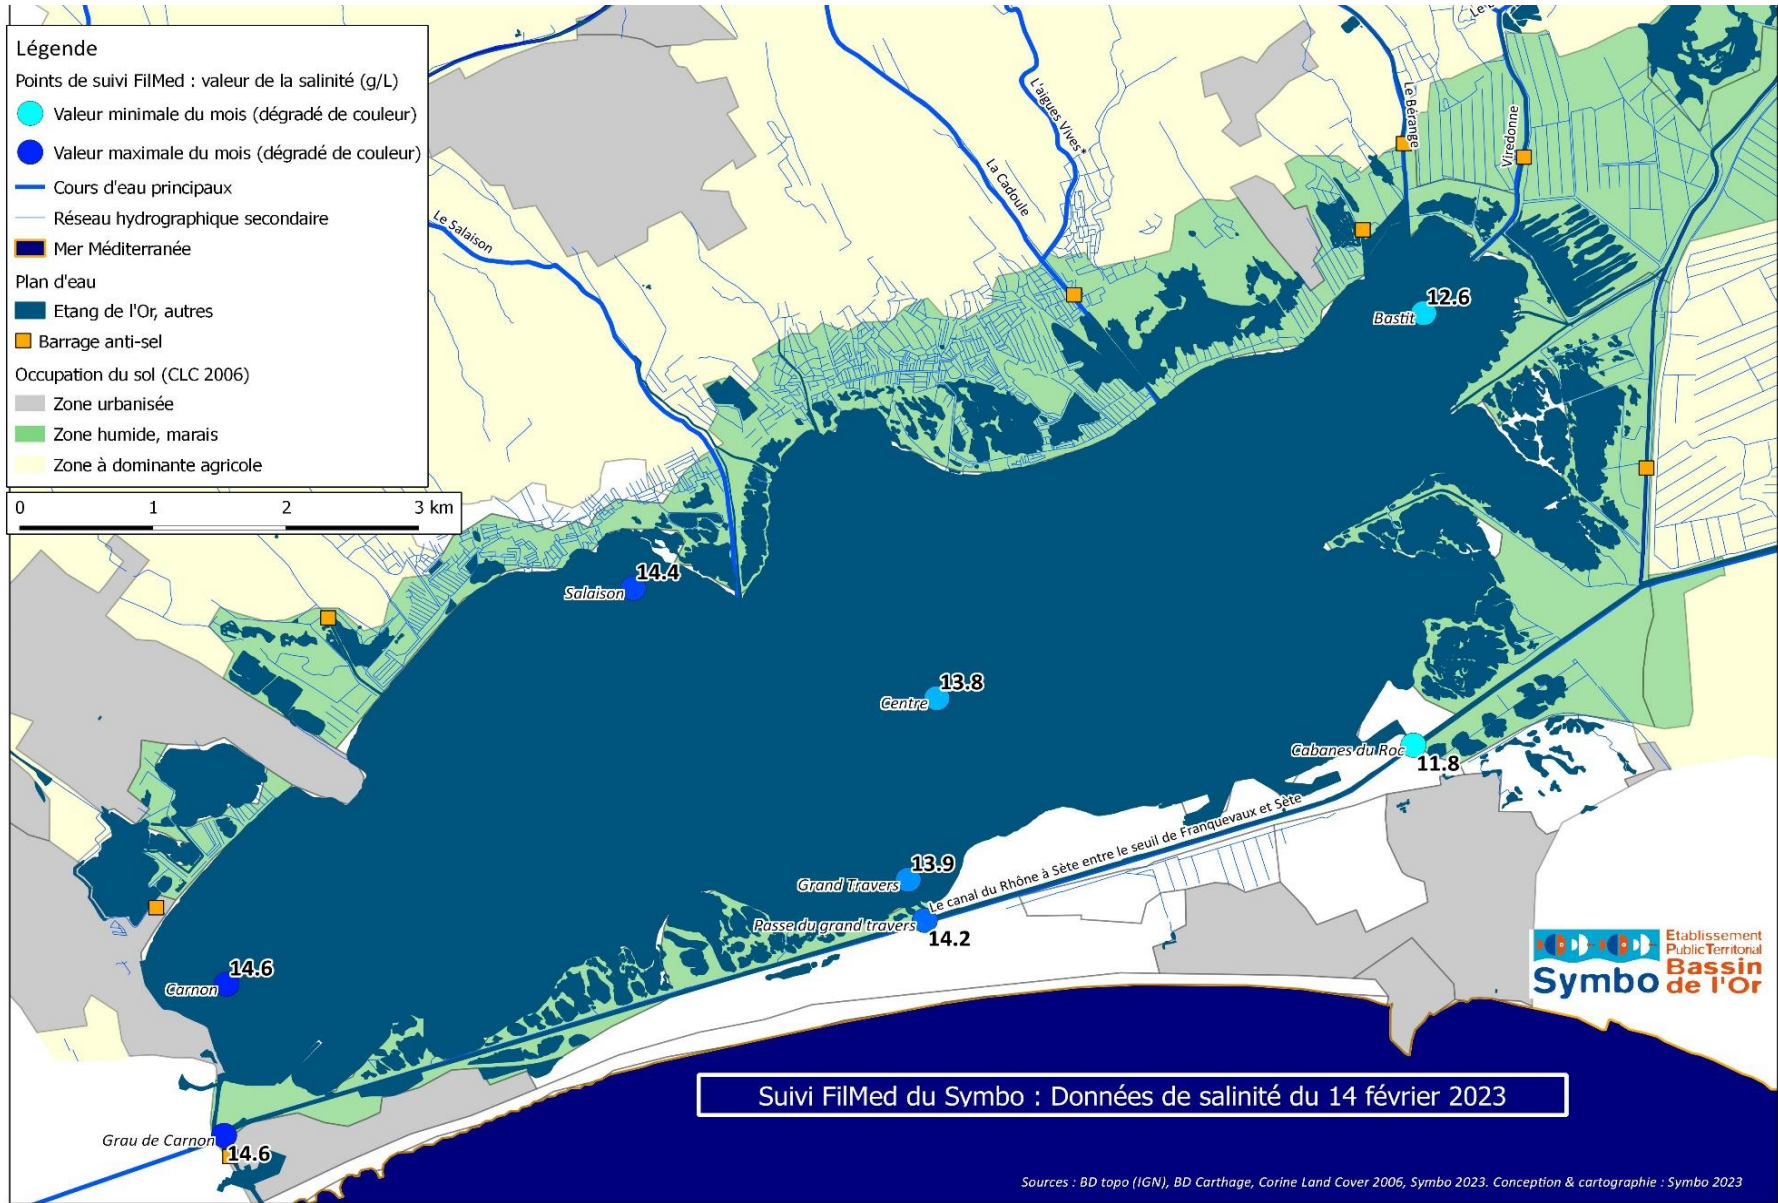 Légende
Points de suivi FilMed : valeur de la salinité (g/L)
Valeur minimale du mois (dégradé de couleur)
Valeur maximale du mois (dégradé de couleur)
Cours d'eau principaux
Réseau hydrographique secondaire
Mer Méditerranée
Plan d'eau
Etang de l'Or, autres
Barrage anti-sel
Occupation du sol (CLC 2006)
Zone urbanisée
Zone humide, marais
Zone à dominante agricole
0 1 2 3 km
Le Salaison
La Cadoule
L'aigues Vives*
Le Bérange
Viredonne
12.6
Bastit
14.4
Salaison
13.8
Centre
Cabanes du Roc
11.8
Le canal du Rhône à Sète entre le seuil de Franquevaux et Sète
13.9
Grand Travers
Passe du grand travers
14.2
14.6
Carnon
Grau de Carnon
14.6
Symbo
Etablissement
Public Territorial
Bassin
de l'Or
Suivi FilMed du Symbo : Données de salinité du 14 février 2023
Sources : BD topo (IGN), BD Carthage, Corine Land Cover 2006, Symbo 2023. Conception & cartographie : Symbo 2023